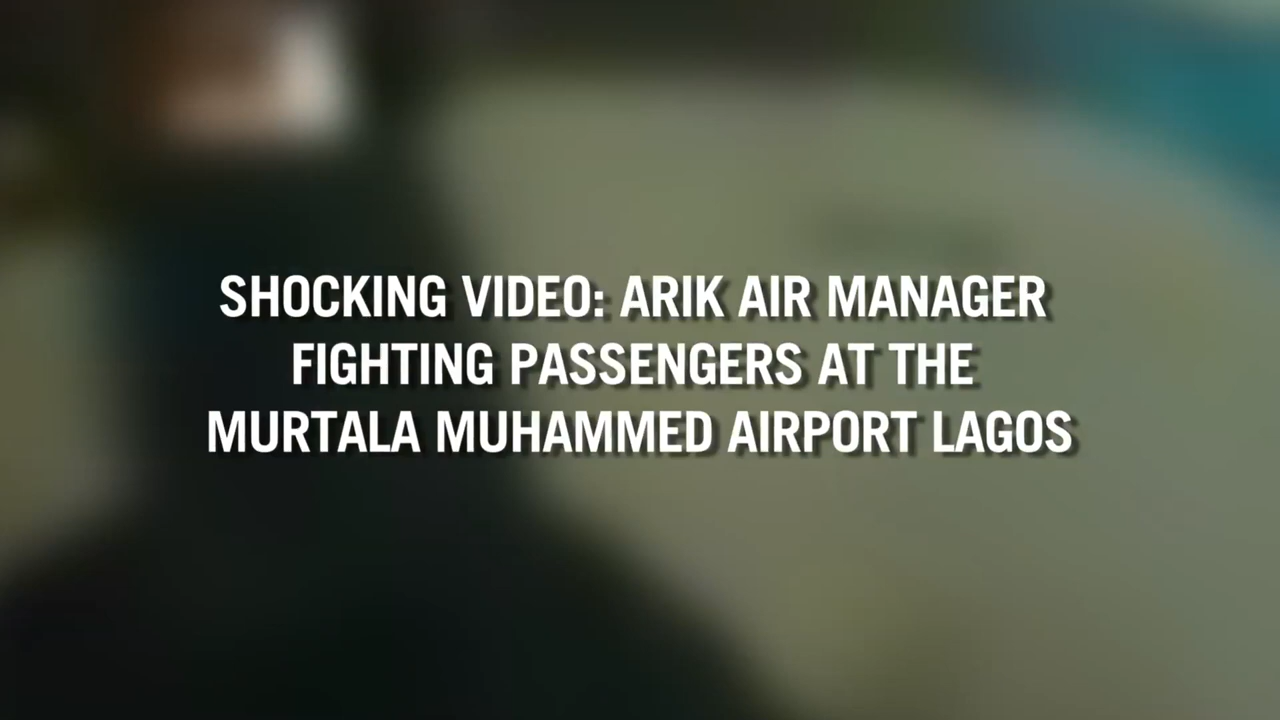 SHOCKING VIDEO: ARIK AIR MANAGER
FIGHTING PASSENGERS AT THE
MURTALA MUHAMMED AIRPORT LAGOS